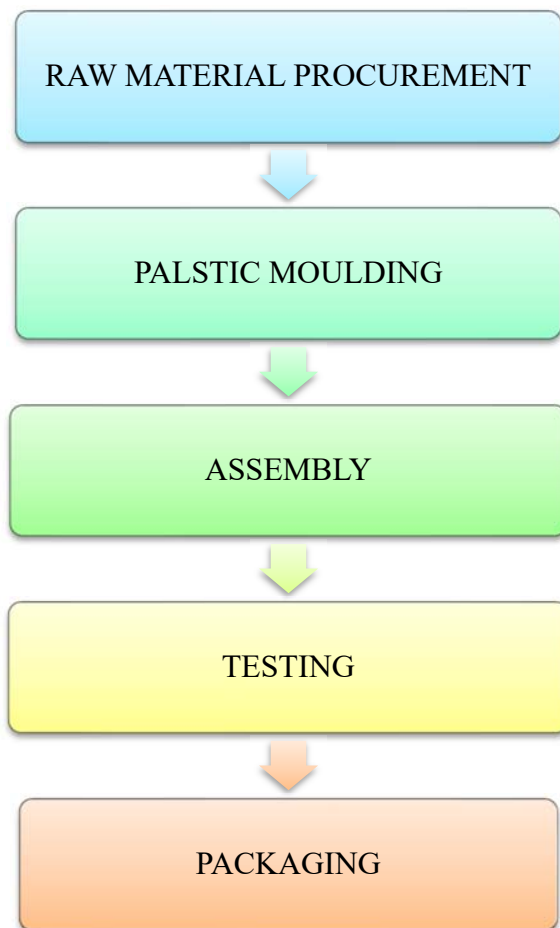 RAW MATERIAL PROCUREMENT
PALSTIC MOULDING
ASSEMBLY
TESTING
PACKAGING